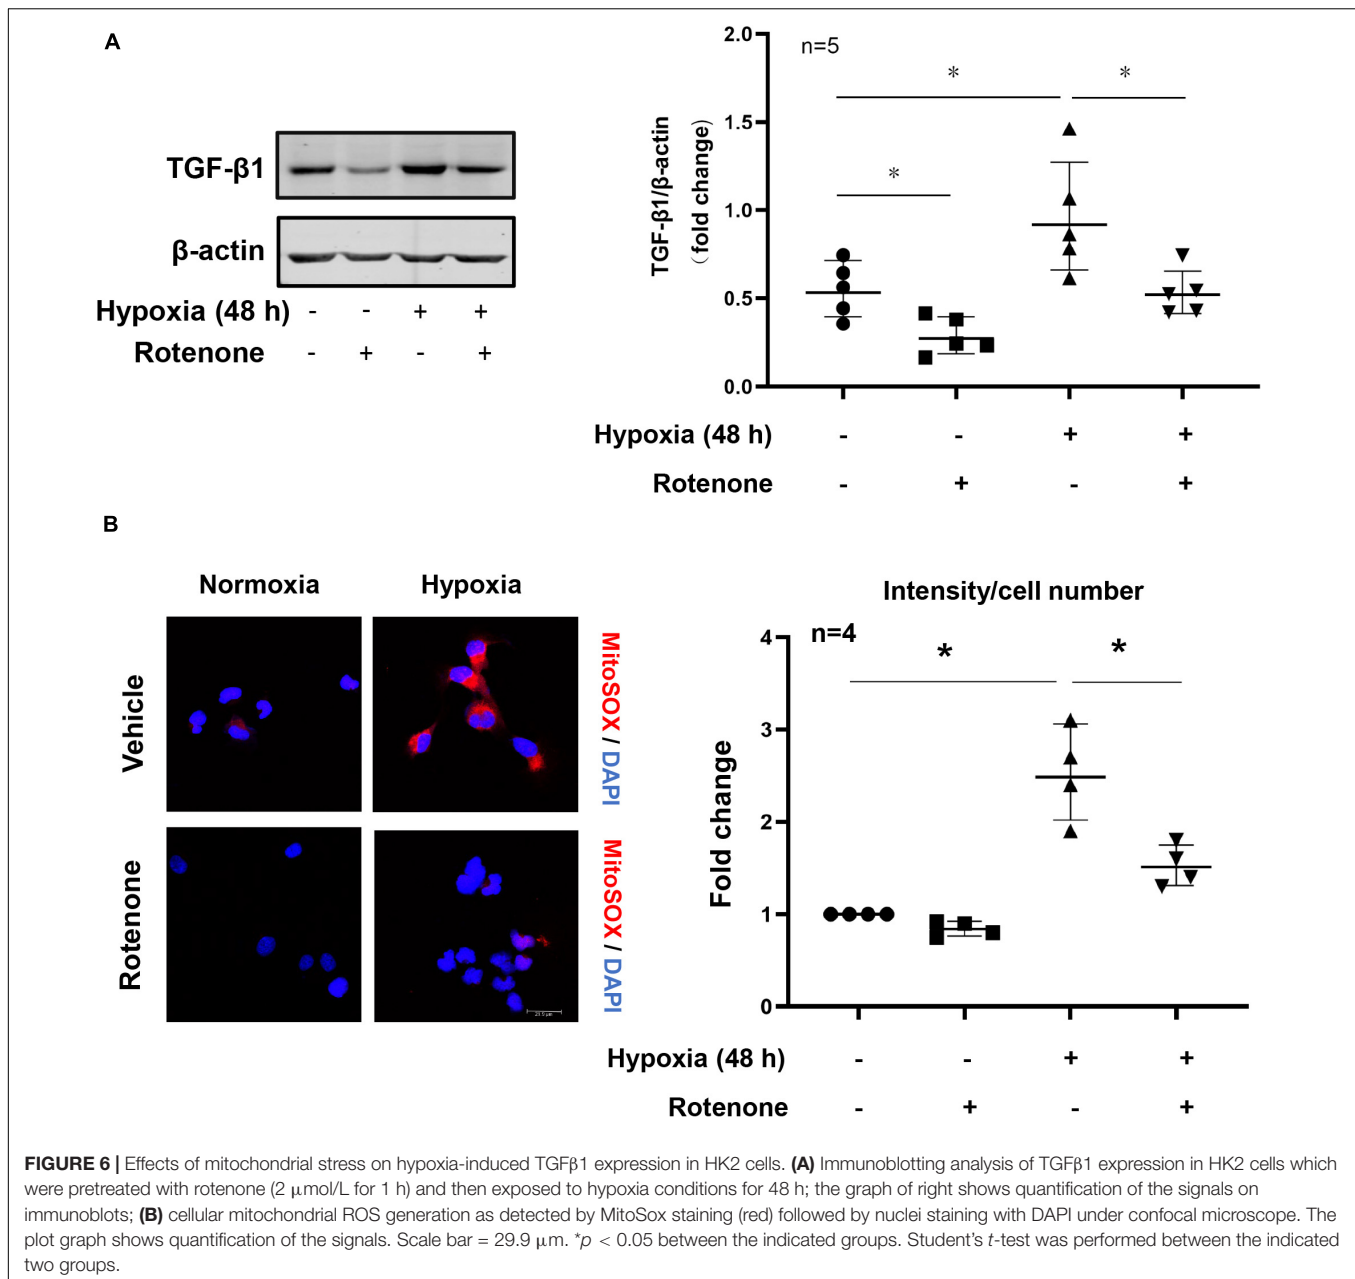 A
TGF-β1
β-actin
Hypoxia (48 h) - - + +
Rotenone - + - +
n=5
* * *
TGF-β1/β-actin
(fold change)
2.0
1.5
1.0
0.5
0.0
Hypoxia (48 h) - - + +
Rotenone - + - +
B
Normoxia Hypoxia
Vehicle
Rotenone
MitoSOX / DAPI
MitoSOX / DAPI
29.9 μm
Intensity/cell number
n=4
* *
Fold change
4
3
2
1
0
Hypoxia (48 h) - - + +
Rotenone - + - +
FIGURE 6 | Effects of mitochondrial stress on hypoxia-induced TGFβ1 expression in HK2 cells. (A) Immunoblotting analysis of TGFβ1 expression in HK2 cells which
were pretreated with rotenone (2 μmol/L for 1 h) and then exposed to hypoxia conditions for 48 h; the graph of right shows quantification of the signals on
immunoblots; (B) cellular mitochondrial ROS generation as detected by MitoSox staining (red) followed by nuclei staining with DAPI under confocal microscope. The
plot graph shows quantification of the signals. Scale bar = 29.9 μm. *p < 0.05 between the indicated groups. Student's t-test was performed between the indicated
two groups.